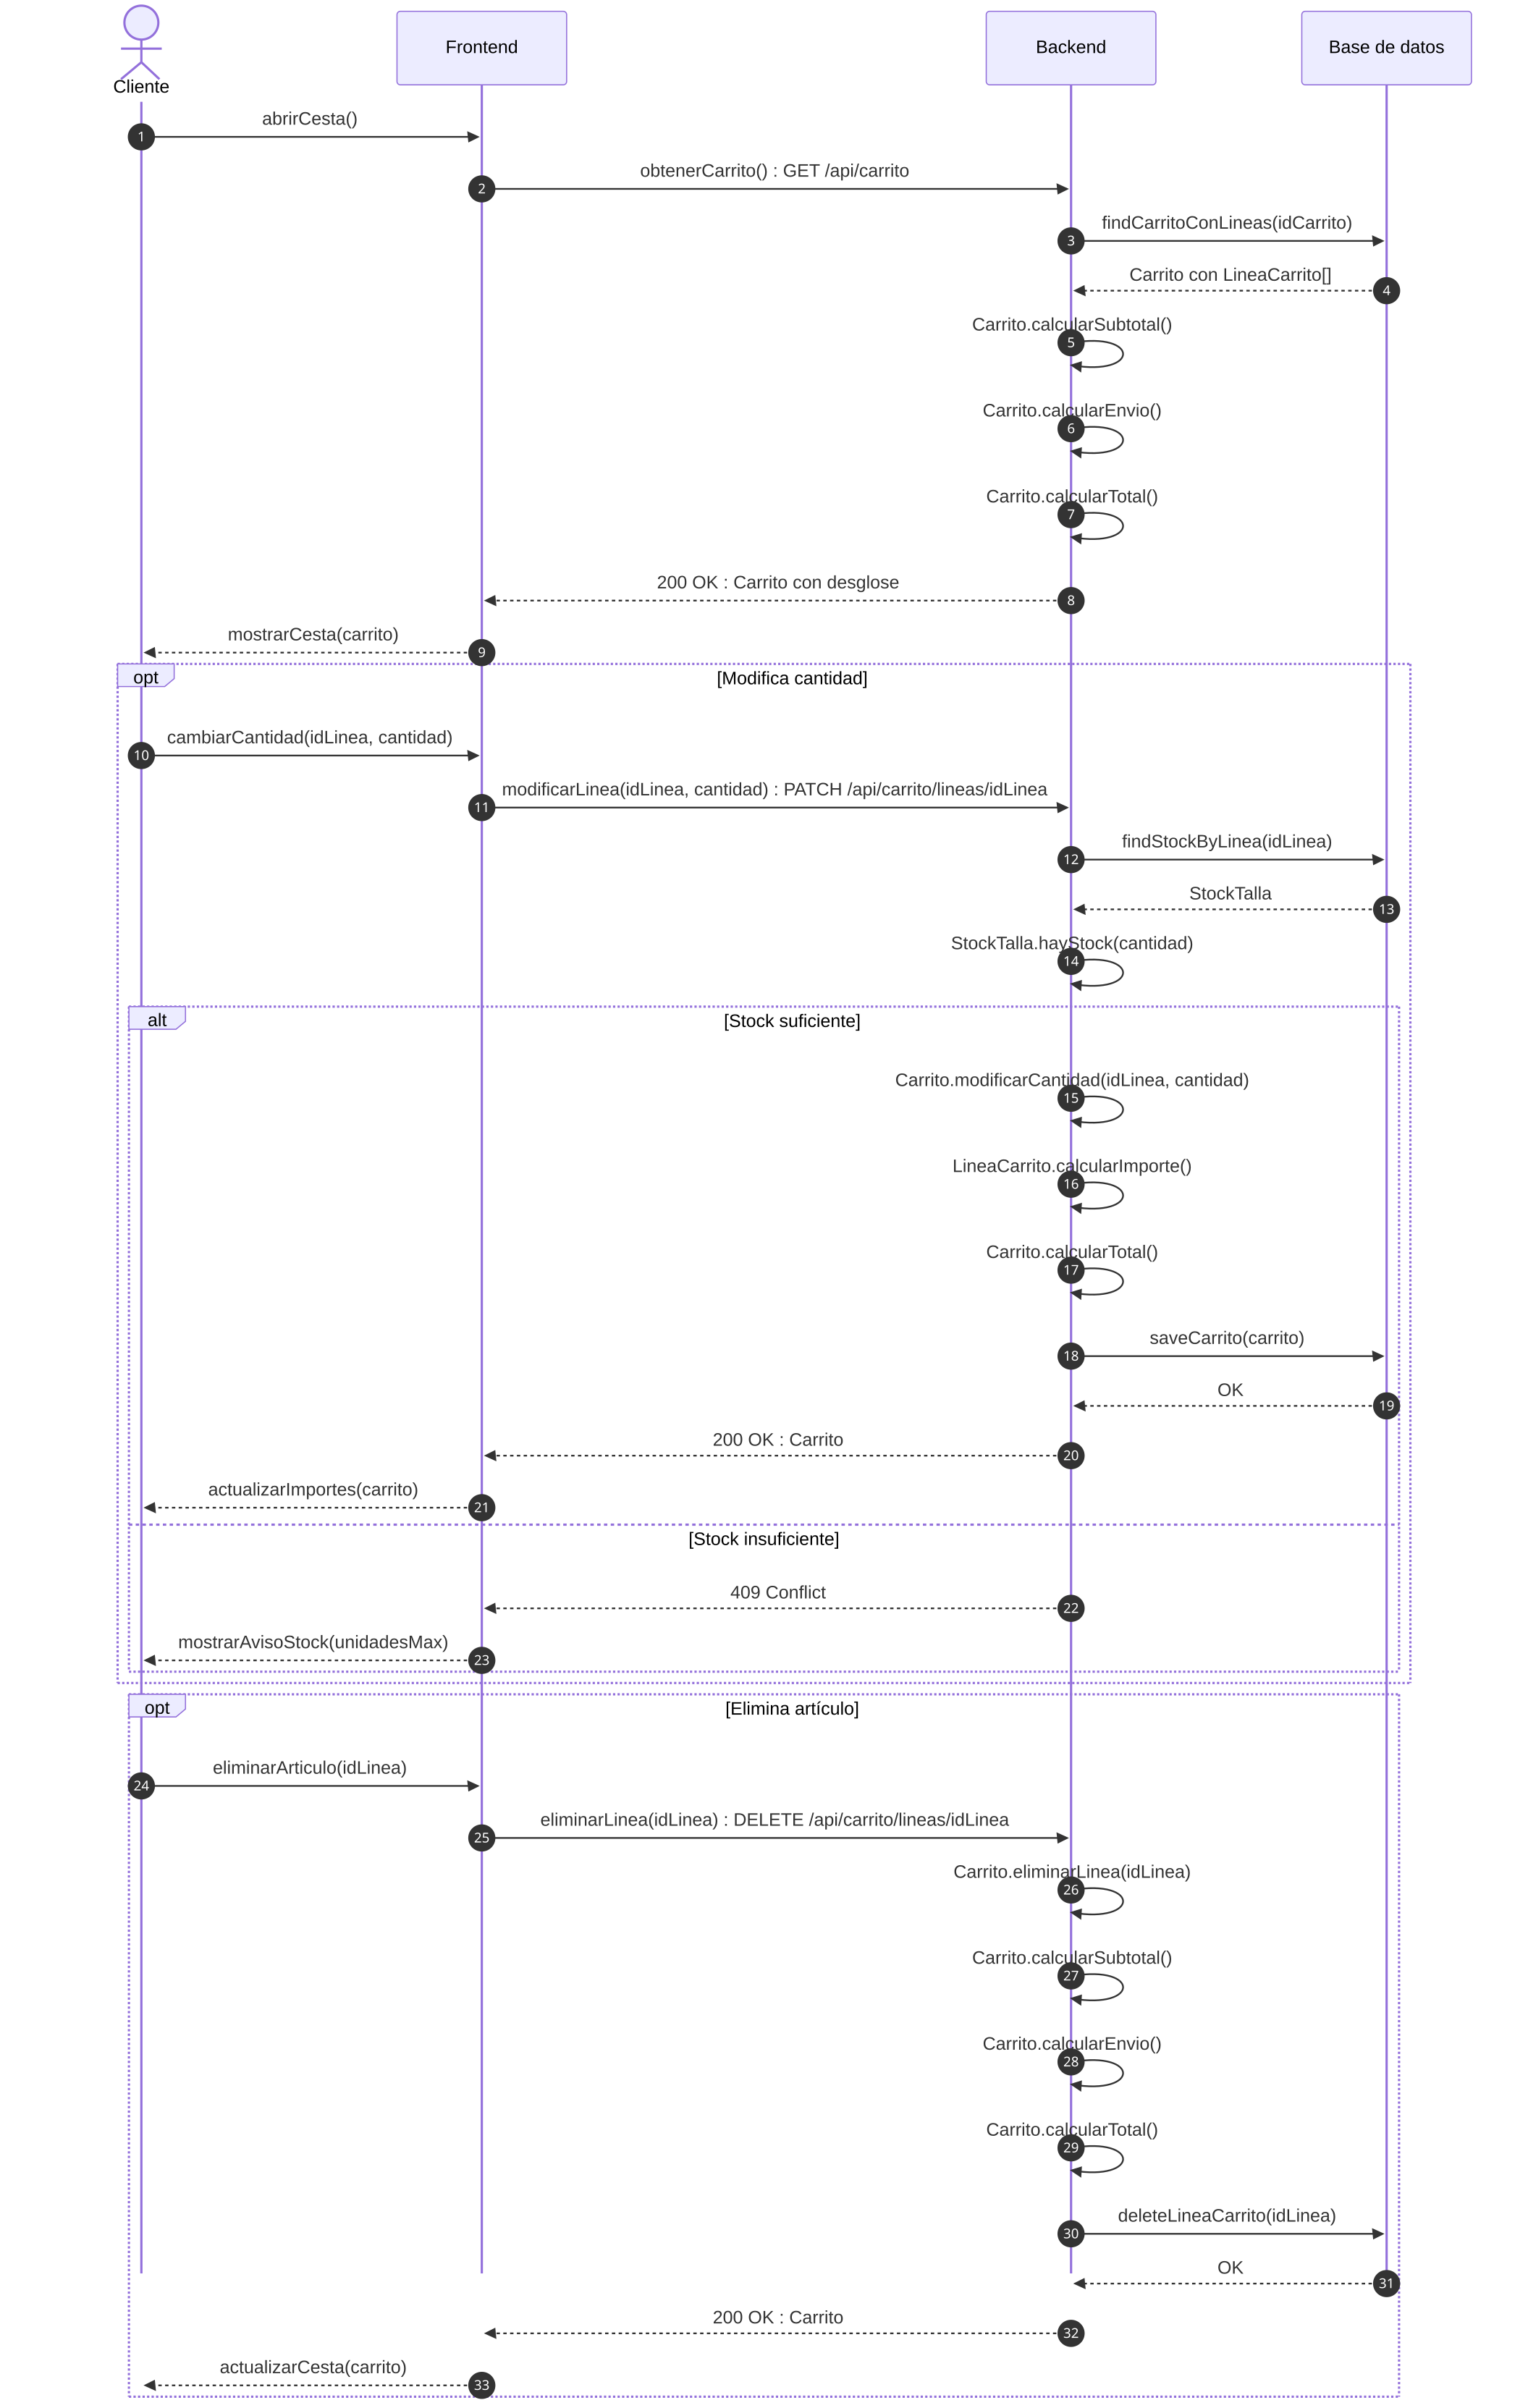 Cliente
Frontend
Backend
Base de datos
1
abrirCesta()
2
obtenerCarrito() : GET /api/carrito
3
findCarritoConLineas(idCarrito)
Carrito con LineaCarrito[]
4
Carrito.calcularSubtotal()
5
Carrito.calcularEnvio()
6
Carrito.calcularTotal()
7
200 OK : Carrito con desglose
8
mostrarCesta(carrito)
9
opt
[Modifica cantidad]
10
cambiarCantidad(idLinea, cantidad)
11
modificarLinea(idLinea, cantidad) : PATCH /api/carrito/lineas/idLinea
12
findStockByLinea(idLinea)
StockTalla
13
StockTalla.hayStock(cantidad)
14
alt
[Stock suficiente]
Carrito.modificarCantidad(idLinea, cantidad)
15
LineaCarrito.calcularImporte()
16
Carrito.calcularTotal()
17
saveCarrito(carrito)
18
OK
19
200 OK : Carrito
20
actualizarImportes(carrito)
21
[Stock insuficiente]
409 Conflict
22
mostrarAvisoStock(unidadesMax)
23
opt
[Elimina artículo]
24
eliminarArticulo(idLinea)
25
eliminarLinea(idLinea) : DELETE /api/carrito/lineas/idLinea
Carrito.eliminarLinea(idLinea)
26
Carrito.calcularSubtotal()
27
Carrito.calcularEnvio()
28
Carrito.calcularTotal()
29
deleteLineaCarrito(idLinea)
30
OK
31
200 OK : Carrito
32
actualizarCesta(carrito)
33